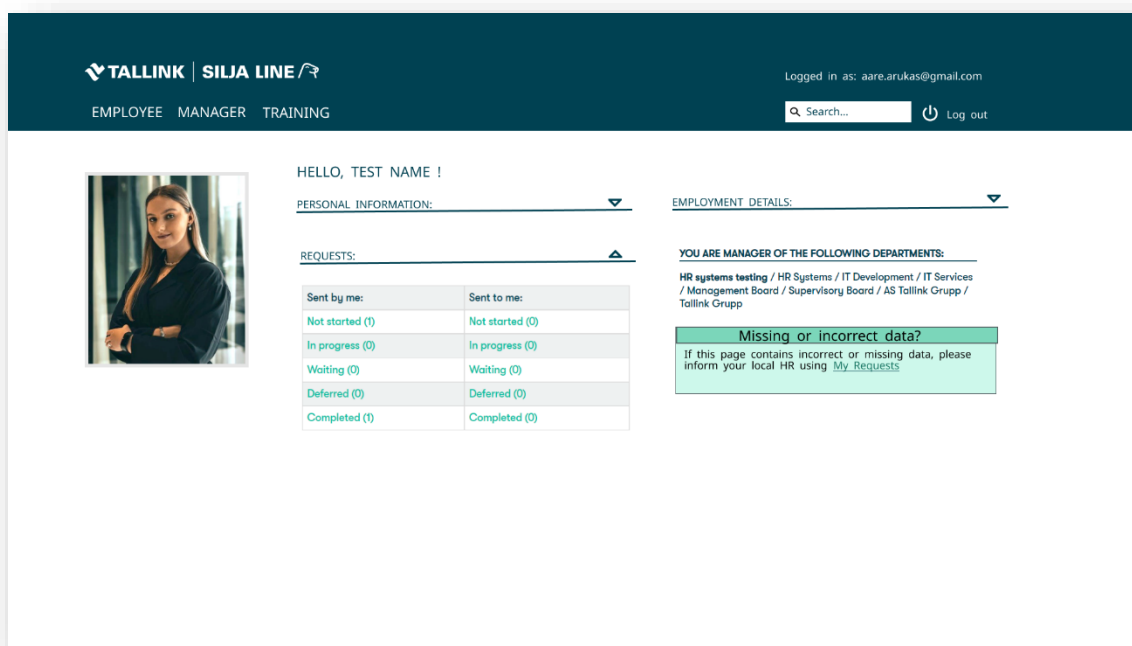 TALLINK | SILJA LINE
Logged in as: aare.arukas@gmail.com
EMPLOYEE MANAGER TRAINING
Search...
Log out
HELLO, TEST NAME !
PERSONAL INFORMATION:
EMPLOYMENT DETAILS:
REQUESTS:
Sent by me: Sent to me:
Not started (1) Not started (0)
In progress (0) In progress (0)
Waiting (0) Waiting (0)
Deferred (0) Deferred (0)
Completed (1) Completed (0)
YOU ARE MANAGER OF THE FOLLOWING DEPARTMENTS:
HR systems testing / HR Systems / IT Development / IT Services
/ Management Board / Supervisory Board / AS Tallink Grupp /
Tallink Grupp
Missing or incorrect data?
If this page contains incorrect or missing data, please
inform your local HR using My Requests